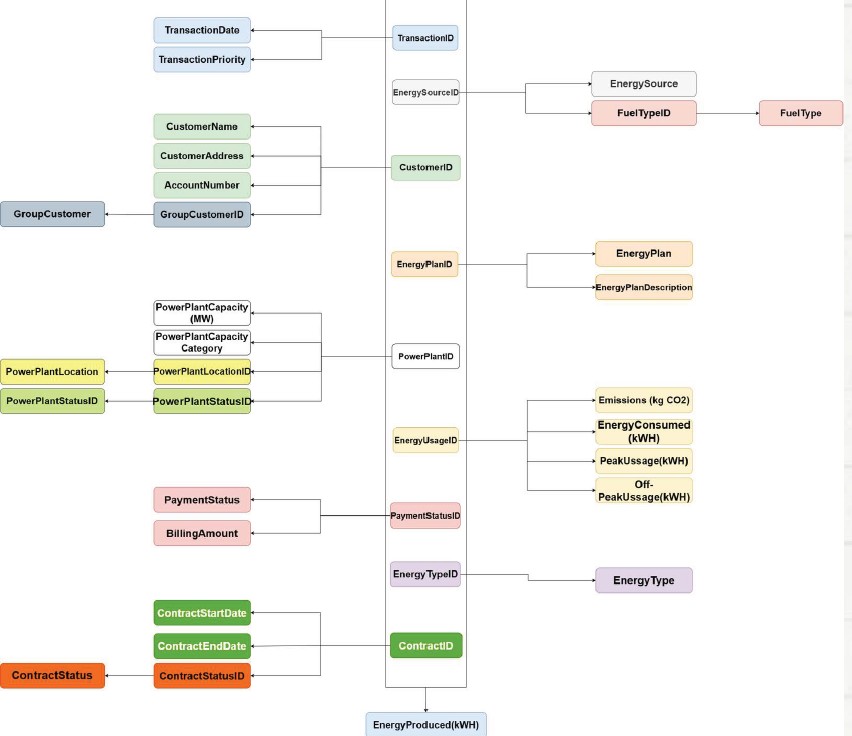 TransactionDate
TransactionID
TransactionPriority
EnergySourceID
EnergySource
FuelTypeID
FuelType
CustomerName
CustomerAddress
CustomerID
AccountNumber
GroupCustomer
GroupCustomerID
EnergyPlanID
EnergyPlan
EnergyPlanDescription
PowerPlantCapacity
(MW)
PowerPlantCapacity
Category
PowerPlantID
PowerPlantLocation
PowerPlantLocationID
PowerPlantStatusID
PowerPlantStatusID
EnergyUsageID
Emissions (kg CO2)
EnergyConsumed
(kWH)
PeakUssage(kWH)
Off-
PeakUssage(kWH)
PaymentStatus
PaymentStatusID
BillingAmount
EnergyTypeID
EnergyType
ContractStartDate
ContractEndDate
ContractID
ContractStatus
ContractStatusID
EnergyProduced(kWH)